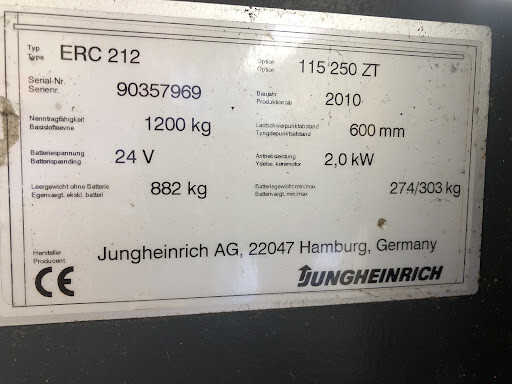 Typ
Type
ERC 212
Option
Option
115 250 ZT
Serial-Nr.
Serienr.
90357969
Baujahr
Produktionsår
2010
Nenntragfähigkeit
Basisløfteevne
1200 kg
Lastschwerpunktabstand
Tyngdepunktafstand
600 mm
Batteriespannung
Batterispænding
24 V
Antriebsleistung
Ydelse, køremotor
2,0 kW
Leergewicht ohne Batterie
Egenvægt, ekskl. batteri
882 kg
Batteriegewicht min/max
Batterivægt, min/max
274/303 kg
Hersteller
Producent
Jungheinrich AG, 22047 Hamburg, Germany
CE
JUNGHEINRICH